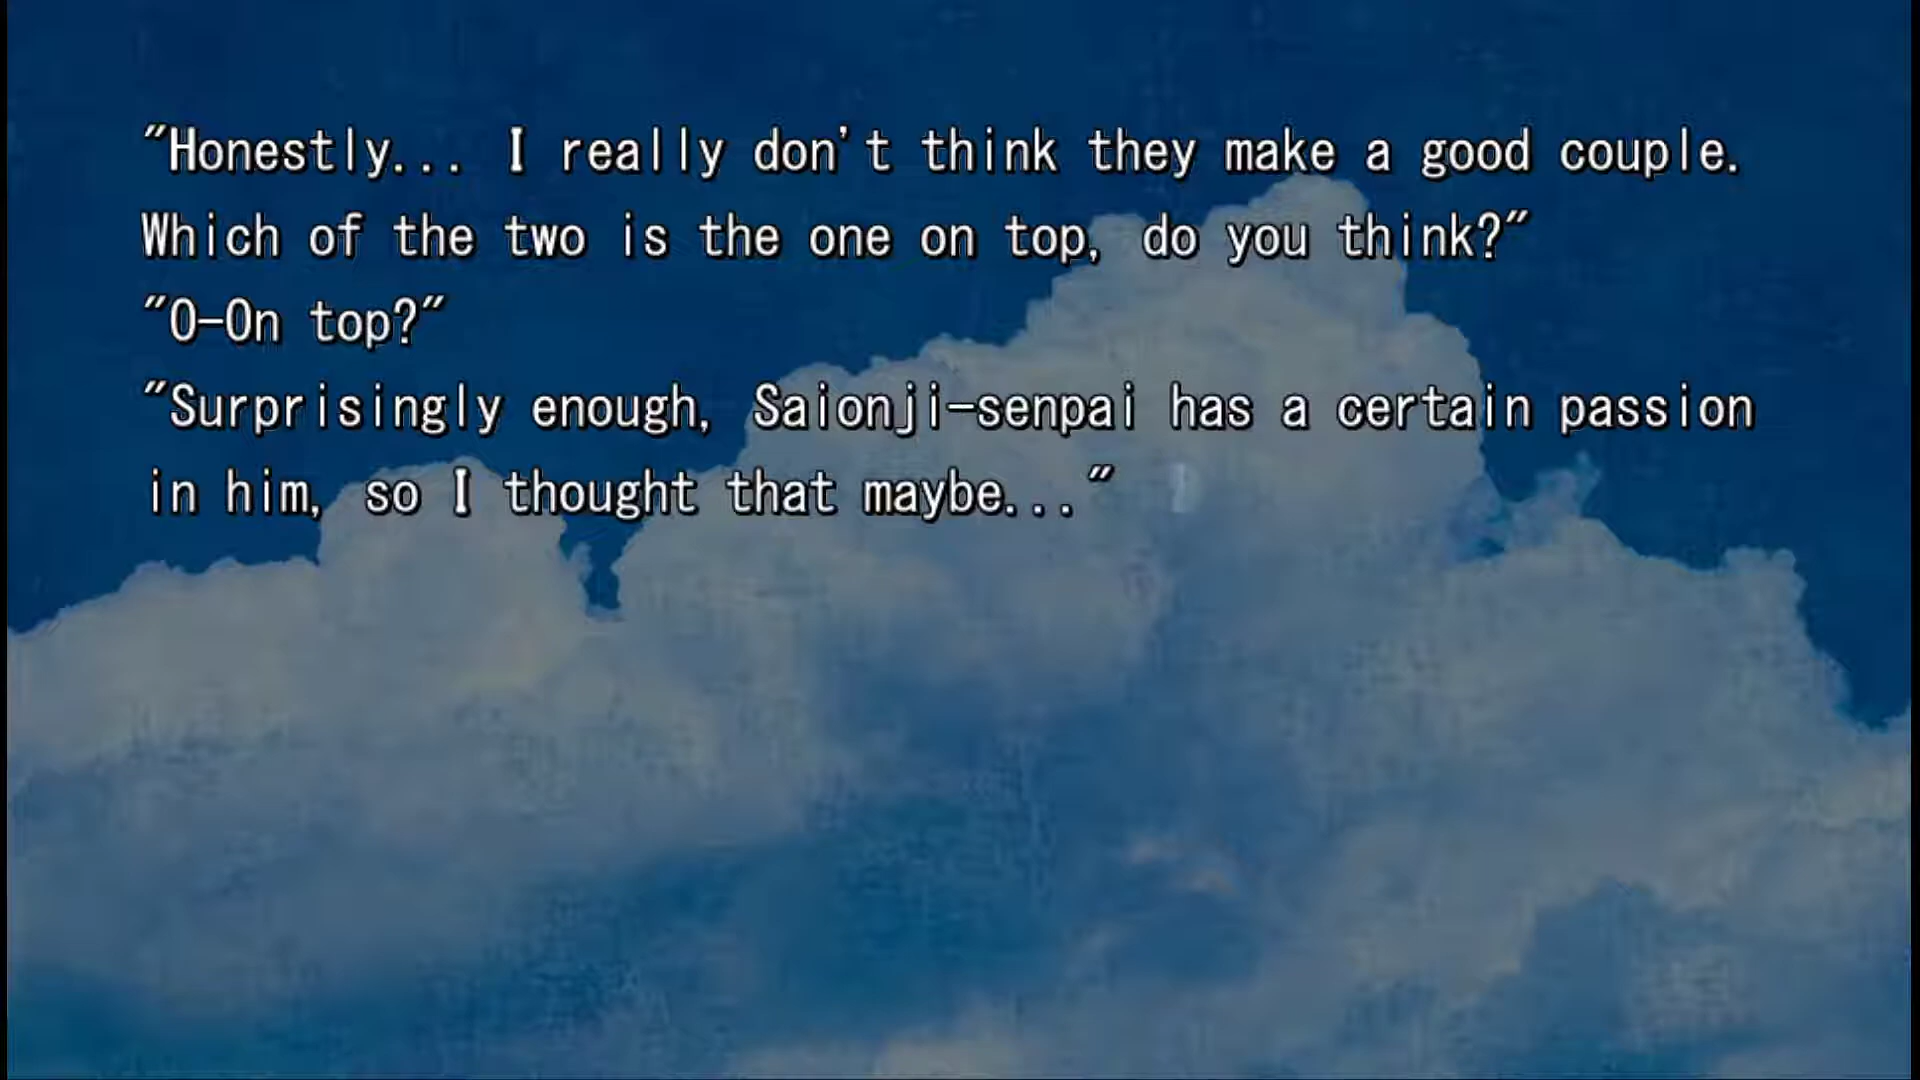 "Honestly... I really don't think they make a good couple.
Which of the two is the one on top, do you think?"
"O-On top?"
"Surprisingly enough, Saionji-senpai has a certain passion
in him, so I thought that maybe..."